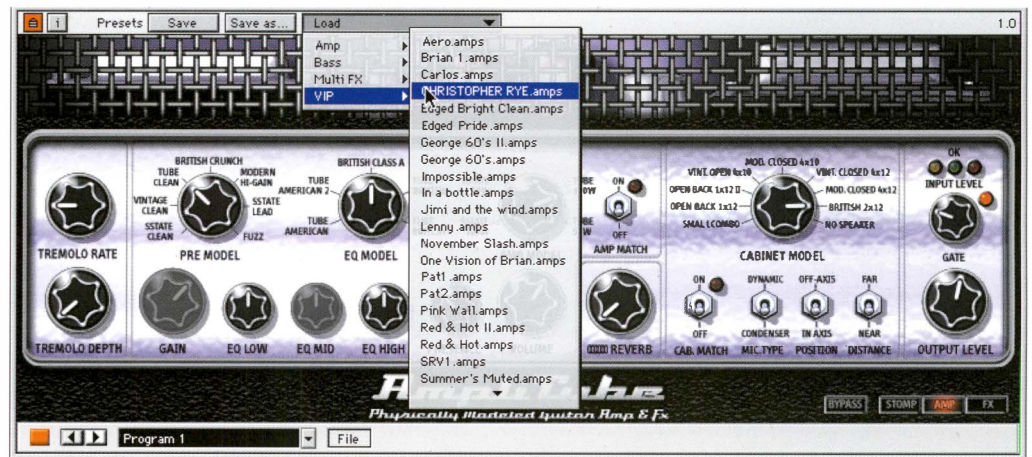 i Presets Save Save as... Load 1.0
Amp
Bass
Multi FX
VIP
Aero.amps
Brian 1.amps
Carlos.amps
CHRISTOPHER RYE.amps
Edged Bright Clean.amps
Edged Pride.amps
George 60's II.amps
George 60's.amps
Impossible.amps
In a bottle.amps
Jimi and the wind.amps
Lenny.amps
November Slash.amps
One Vision of Brian.amps
Pat1.amps
Pat2.amps
Pink Wall.amps
Red & Hot II.amps
Red & Hot.amps
SRV1.amps
Summer's Muted.amps
TREMOLO RATE
BRITISH CRUNCH
TUBE CLEAN
MODERN HI-GAIN
VINTAGE CLEAN
SSTATE LEAD
SSTATE CLEAN
FUZZ
PRE MODEL
BRITISH CLASS A
TUBE AMERICAN 2
TUBE AMERICAN
EQ MODEL
ON
OFF
AMP MATCH
MOD. CLOSED 4x10
VINT. OPEN 4x10
VINT. CLOSED 4x12
OPEN BACK 1x12 II
MOD. CLOSED 4x12
OPEN BACK 1x12
BRITISH 2x12
SMALL COMBO
NO SPEAKER
CABINET MODEL
OK
INPUT LEVEL
GATE
TREMOLO DEPTH
GAIN
EQ LOW
EQ MID
EQ HIGH
VOLUME
REVERB
ON
OFF
CAB. MATCH
DYNAMIC
CONDENSER
MIC.TYPE
OFF-AXIS
IN AXIS
POSITION
FAR
NEAR
DISTANCE
OUTPUT LEVEL
Physically Modeled Guitar Amp & Fx
BYPASS STOMP AMP FX
Program 1 File